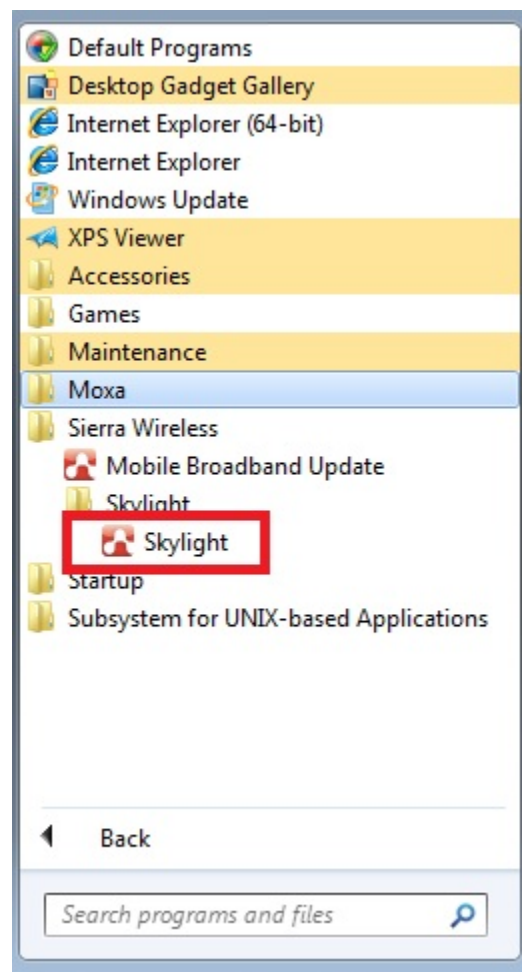 Default Programs
Desktop Gadget Gallery
Internet Explorer (64-bit)
Internet Explorer
Windows Update
XPS Viewer
Accessories
Games
Maintenance
Moxa
Sierra Wireless
Mobile Broadband Update
Skylight
Skylight
Startup
Subsystem for UNIX-based Applications
Back
Search programs and files